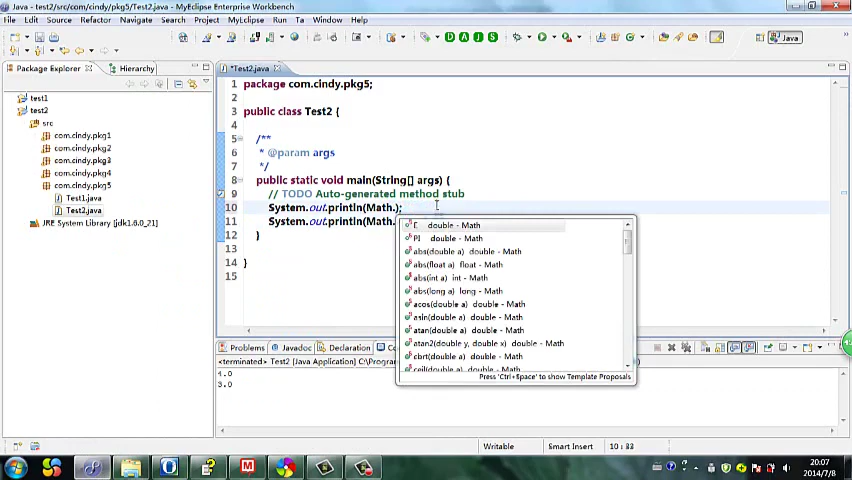 Java - test2/src/com/cindy/pkg5/Test2.java - MyEclipse Enterprise Workbench
File Edit Source Refactor Navigate Search Project MyEclipse Run Window Help
Java
Package Explorer Hierarchy
test1
test2
src
com.cindy.pkg1
com.cindy.pkg2
com.cindy.pkg3
com.cindy.pkg4
com.cindy.pkg5
Test1.java
Test2.java
JRE System Library [jdk1.6.0_21]
*Test2.java
1 package com.cindy.pkg5;
2
3 public class Test2 {
4
5 /**
6 * @param args
7 */
8 public static void main(String[] args) {
9 // TODO Auto-generated method stub
10 System.out.println(Math.);
11 System.out.println(Math.
12 }
13
14 }
15
E double - Math
PI double - Math
abs(double a) double - Math
abs(float a) float - Math
abs(int a) int - Math
abs(long a) long - Math
acos(double a) double - Math
asin(double a) double - Math
atan(double a) double - Math
atan2(double y, double x) double - Math
cbrt(double a) double - Math
ceil(double a) double - Math
Press 'Ctrl+Space' to show Template Proposals
Problems Javadoc Declaration
<terminated> Test2 [Java Application]
4.0
3.0
Writable Smart Insert
20:07
2014/7/8